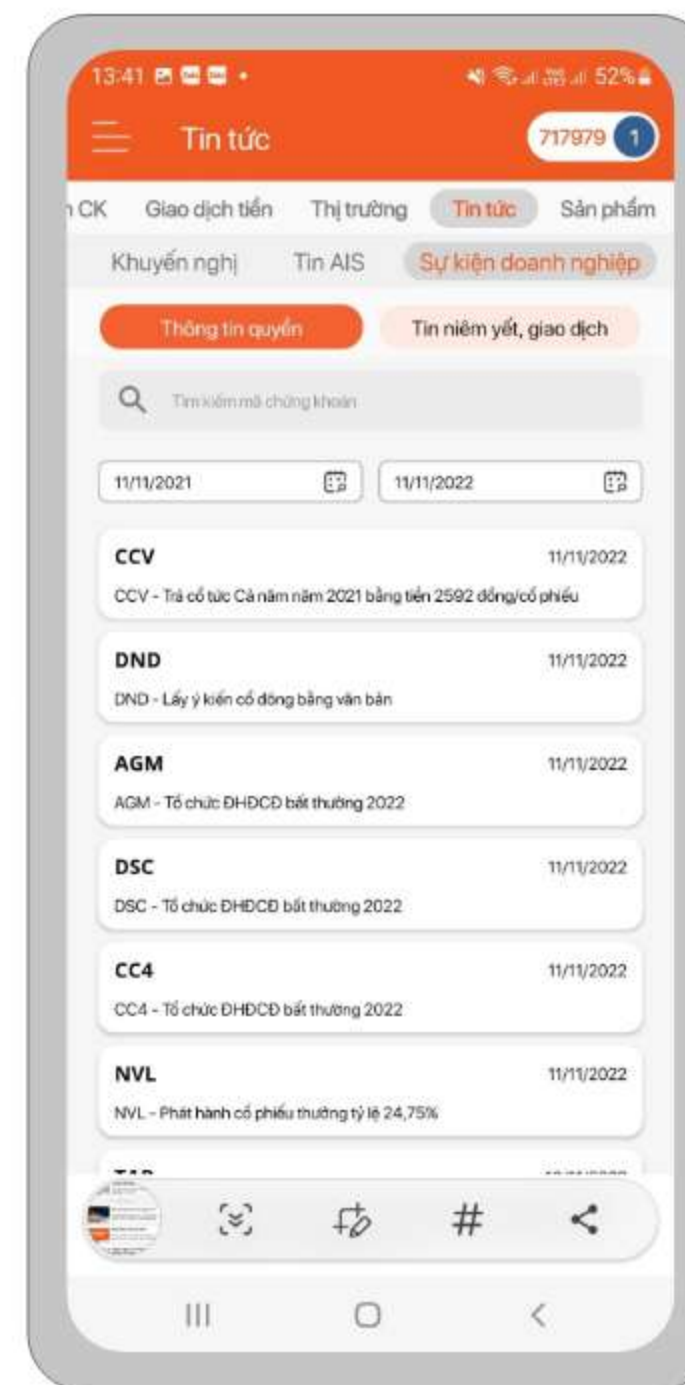 13:41
52%
Tin tức
717979 1
CK Giao dịch tiền Thị trường Tin tức Sản phẩm
Khuyến nghị Tin AIS Sự kiện doanh nghiệp
Thông tin quyền Tin niêm yết, giao dịch
Tìm kiếm mã chứng khoán
11/11/2021 11/11/2022
CCV 11/11/2022
CCV - Trả cổ tức Cả năm năm 2021 bằng tiền 2592 đồng/cổ phiếu
DND 11/11/2022
DND - Lấy ý kiến cổ đông bằng văn bản
AGM 11/11/2022
AGM - Tổ chức ĐHĐCĐ bất thường 2022
DSC 11/11/2022
DSC - Tổ chức ĐHĐCĐ bất thường 2022
CC4 11/11/2022
CC4 - Tổ chức ĐHĐCĐ bất thường 2022
NVL 11/11/2022
NVL - Phát hành cổ phiếu thưởng tỷ lệ 24,75%
#